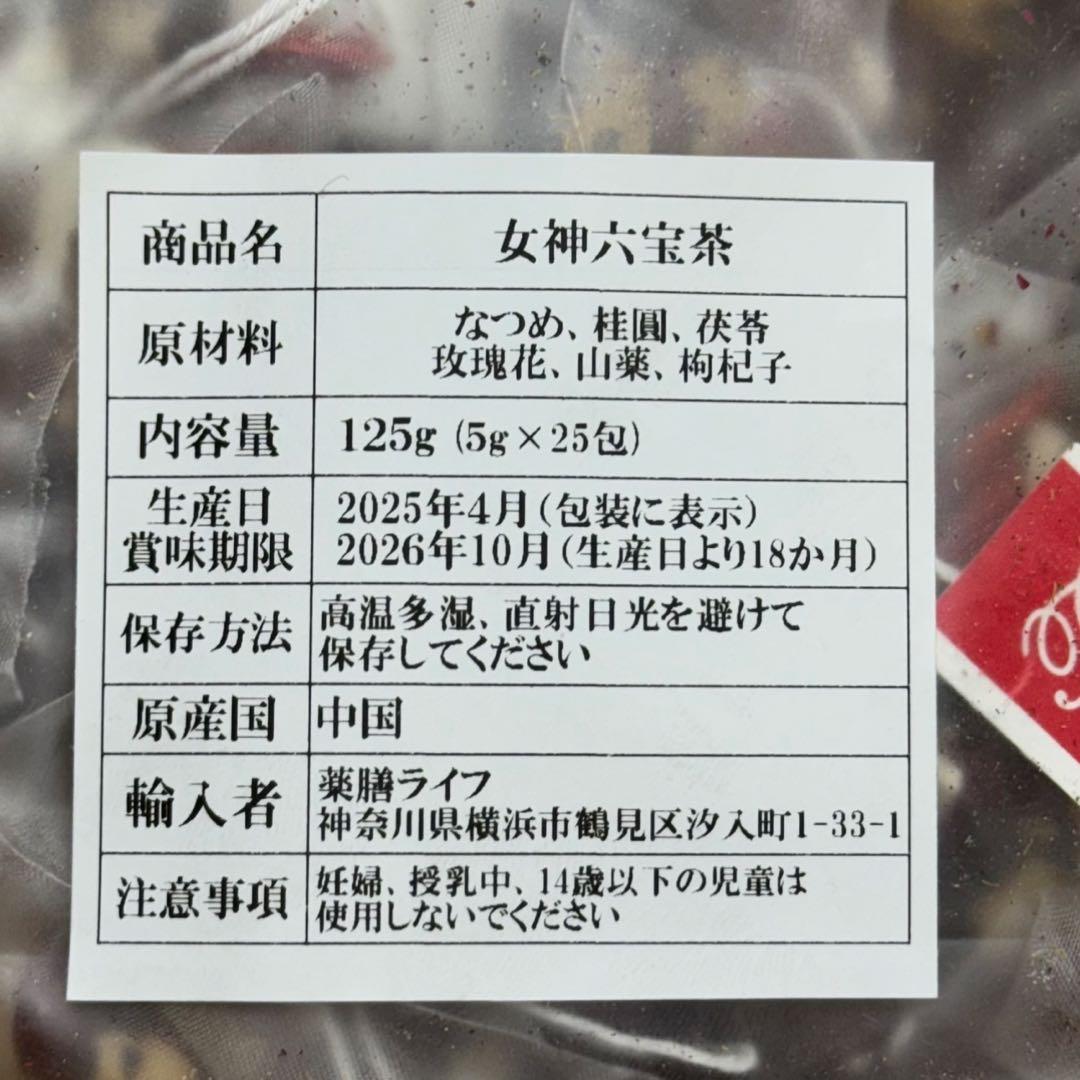 商品名 女神六宝茶
原材料 なつめ、桂圓、茯苓
玫瑰花、山薬、枸杞子
内容量 125g (5g×25包)
生産日 2025年4月(包装に表示)
賞味期限 2026年10月(生産日より18か月)
保存方法 高温多湿、直射日光を避けて
保存してください
原産国 中国
輸入者 薬膳ライフ
神奈川県横浜市鶴見区汐入町1-33-1
注意事項 妊婦、授乳中、14歳以下の児童は
使用しないでください